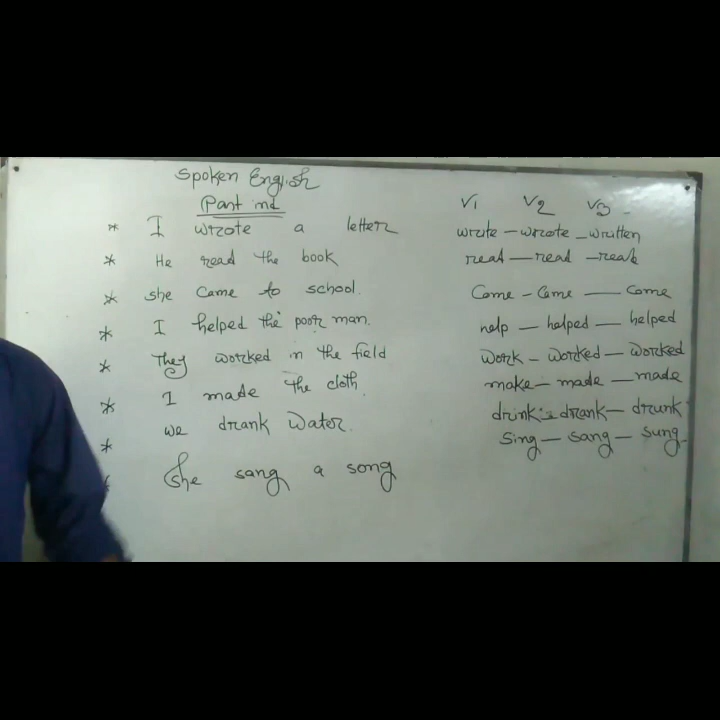 Spoken English
Past ind
V1 V2 V3
* I wrote a letter
write - wrote - written
* He read the book
read - read - read
* she came to school.
Come - Came - come
* I helped the poor man.
help - helped - helped
* They worked in the field
work - worked - worked
* I made the cloth.
make - made - made
* we drank water.
drink - drank - drunk
* She sang a song
Sing - sang - sung